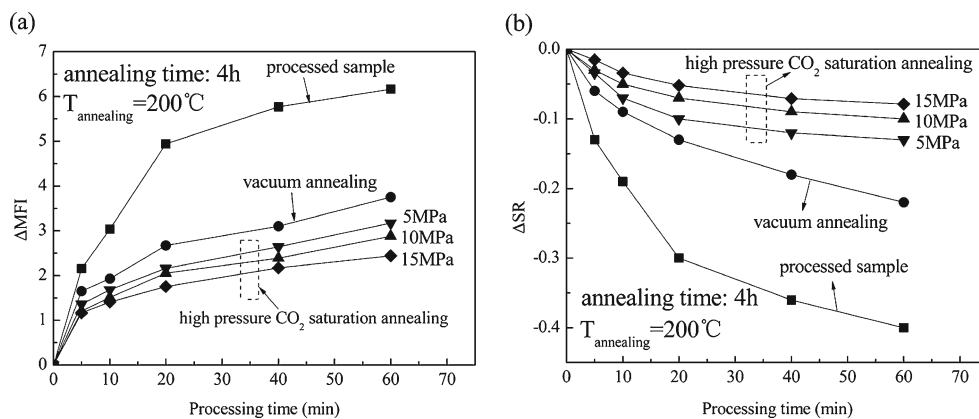 (a)
7
6
5
4
3
2
1
0
ΔMFI
annealing time: 4h
T annealing =200℃
processed sample
vacuum annealing
5MPa
10MPa
15MPa
high pressure CO2 saturation annealing
0 10 20 30 40 50 60 70
Processing time (min)
(b)
0.0
-0.1
-0.2
-0.3
-0.4
ΔSR
high pressure CO2 saturation annealing
15MPa
10MPa
5MPa
vacuum annealing
processed sample
annealing time: 4h
T annealing =200℃
0 10 20 30 40 50 60 70
Processing time (min)